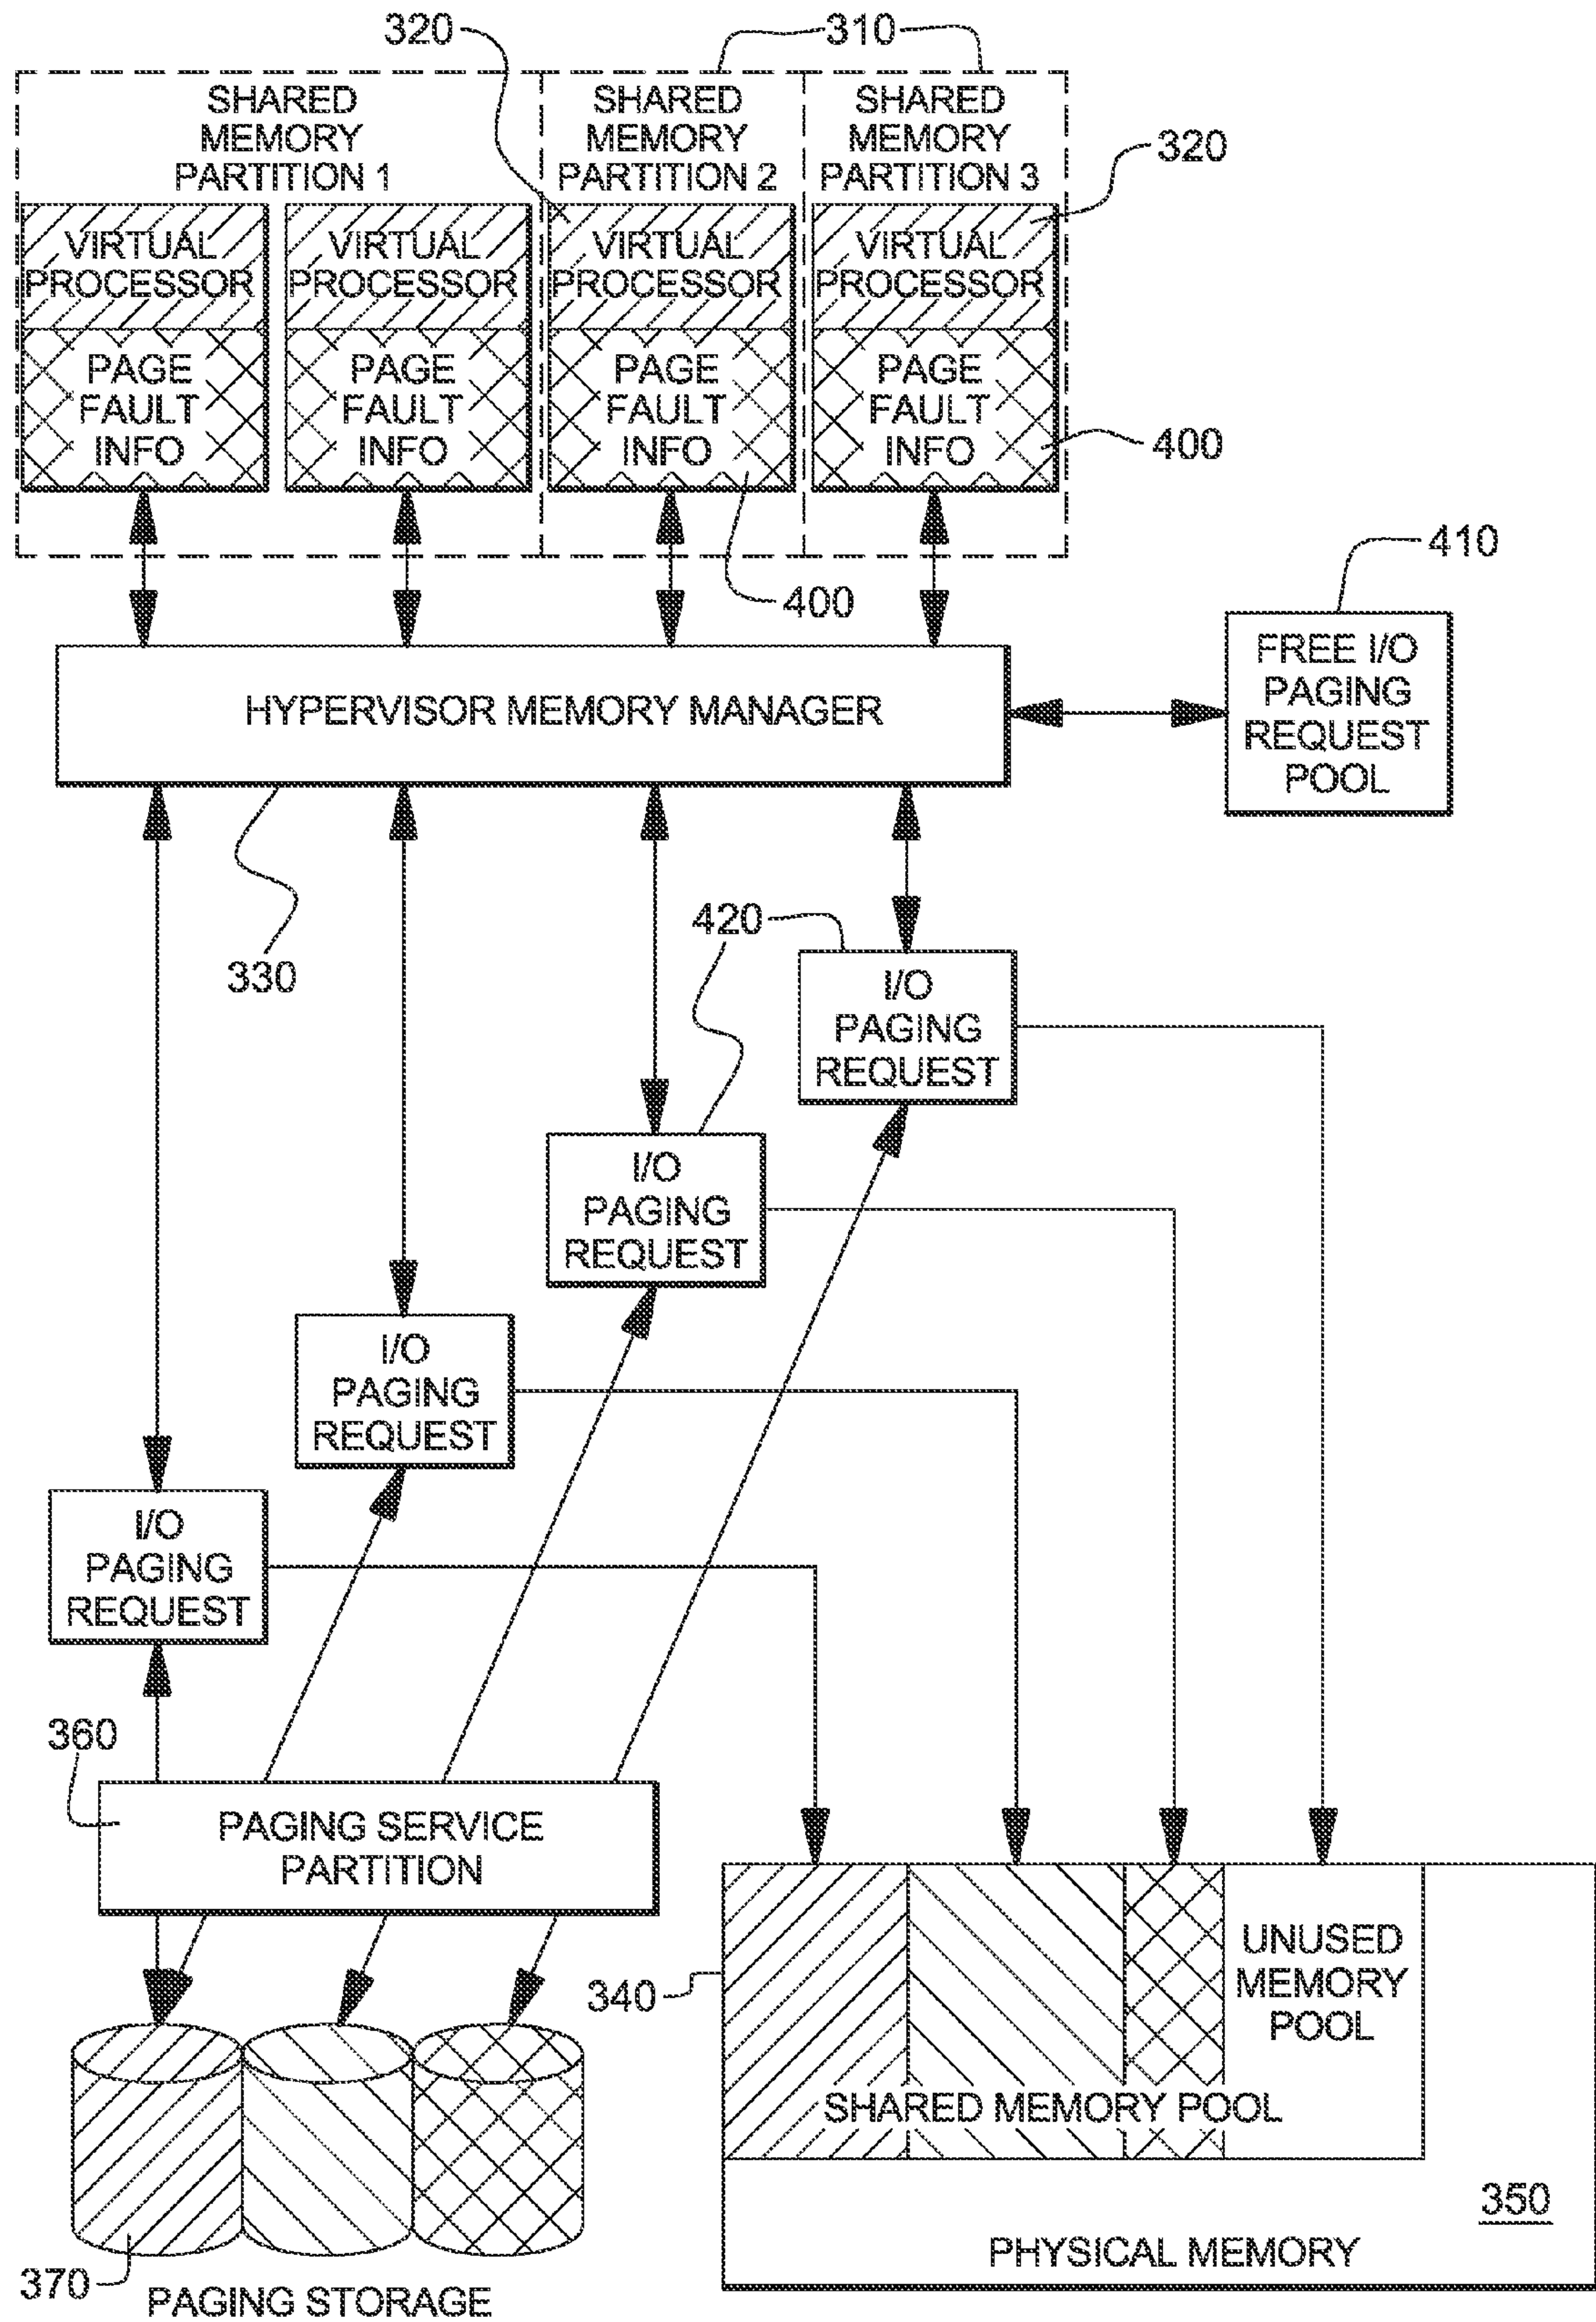 320
310
SHARED
MEMORY
PARTITION 1
SHARED
MEMORY
PARTITION 2
SHARED
MEMORY
PARTITION 3
320
VIRTUAL
PROCESSOR
PAGE
FAULT
INFO
VIRTUAL
PROCESSOR
PAGE
FAULT
INFO
VIRTUAL
PROCESSOR
PAGE
FAULT
INFO
VIRTUAL
PROCESSOR
PAGE
FAULT
INFO
400
400
410
HYPERVISOR MEMORY MANAGER
FREE I/O
PAGING
REQUEST
POOL
330
420
I/O
PAGING
REQUEST
I/O
PAGING
REQUEST
I/O
PAGING
REQUEST
I/O
PAGING
REQUEST
360
PAGING SERVICE
PARTITION
340
UNUSED
MEMORY
POOL
SHARED MEMORY POOL
350
PHYSICAL MEMORY
370
PAGING STORAGE